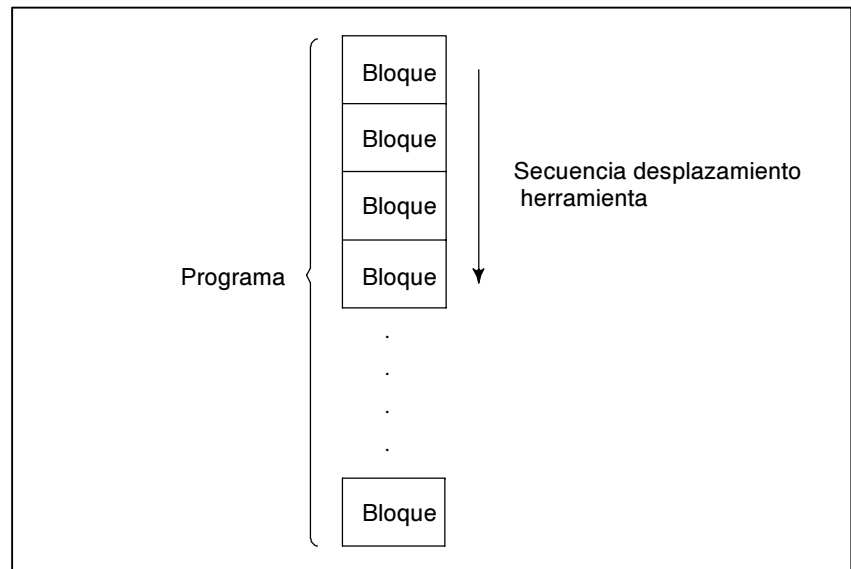 Bloque
Bloque
Secuencia desplazamiento
herramienta
Bloque
Programa
Bloque
.
.
.
.
Bloque